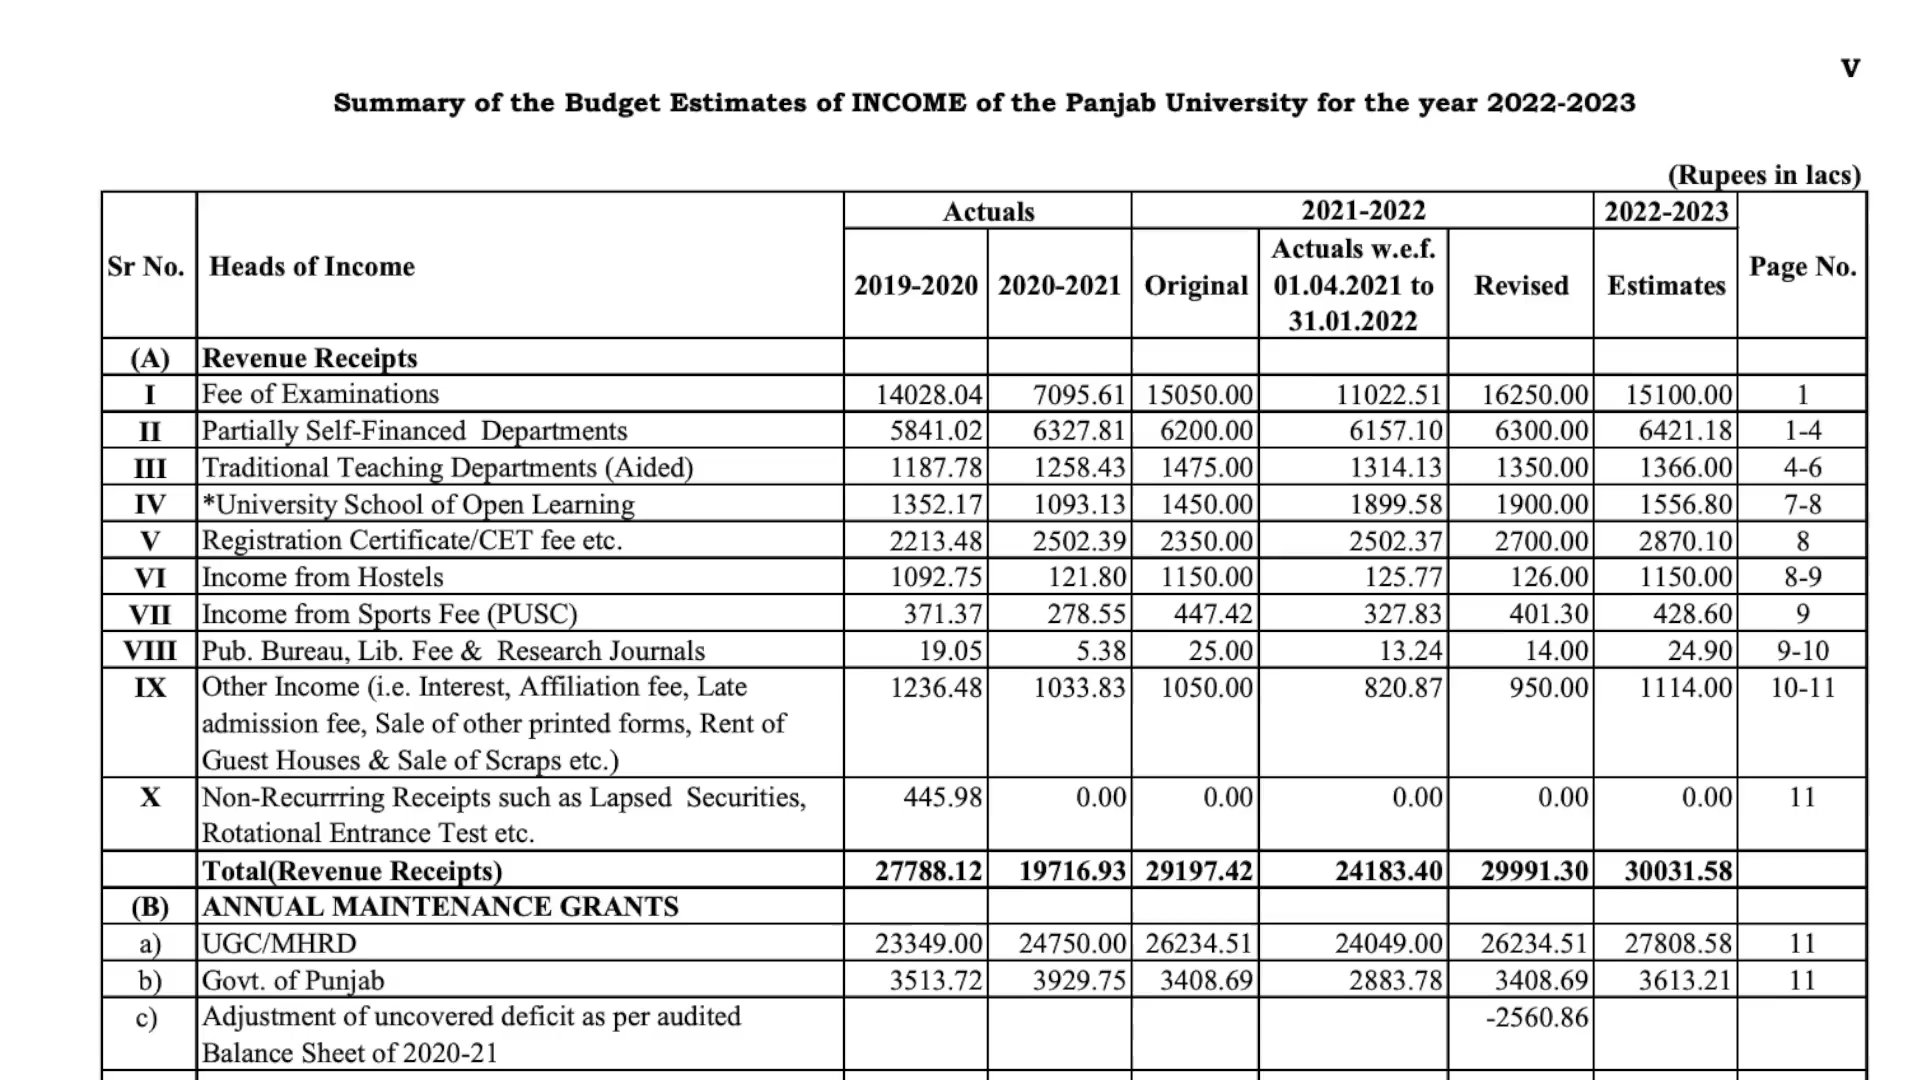 V
Summary of the Budget Estimates of INCOME of the Panjab University for the year 2022-2023
(Rupees in lacs)
Sr No. Heads of Income Actuals 2021-2022 2022-2023 Page No.
2019-2020 2020-2021 Original Actuals w.e.f. 01.04.2021 to 31.01.2022 Revised Estimates
(A) Revenue Receipts
I Fee of Examinations 14028.04 7095.61 15050.00 11022.51 16250.00 15100.00 1
II Partially Self-Financed Departments 5841.02 6327.81 6200.00 6157.10 6300.00 6421.18 1-4
III Traditional Teaching Departments (Aided) 1187.78 1258.43 1475.00 1314.13 1350.00 1366.00 4-6
IV *University School of Open Learning 1352.17 1093.13 1450.00 1899.58 1900.00 1556.80 7-8
V Registration Certificate/CET fee etc. 2213.48 2502.39 2350.00 2502.37 2700.00 2870.10 8
VI Income from Hostels 1092.75 121.80 1150.00 125.77 126.00 1150.00 8-9
VII Income from Sports Fee (PUSC) 371.37 278.55 447.42 327.83 401.30 428.60 9
VIII Pub. Bureau, Lib. Fee & Research Journals 19.05 5.38 25.00 13.24 14.00 24.90 9-10
IX Other Income (i.e. Interest, Affiliation fee, Late 1236.48 1033.83 1050.00 820.87 950.00 1114.00 10-11
admission fee, Sale of other printed forms, Rent of
Guest Houses & Sale of Scraps etc.)
X Non-Recurrring Receipts such as Lapsed Securities, 445.98 0.00 0.00 0.00 0.00 0.00 11
Rotational Entrance Test etc.
Total(Revenue Receipts) 27788.12 19716.93 29197.42 24183.40 29991.30 30031.58
(B) ANNUAL MAINTENANCE GRANTS
a) UGC/MHRD 23349.00 24750.00 26234.51 24049.00 26234.51 27808.58 11
b) Govt. of Punjab 3513.72 3929.75 3408.69 2883.78 3408.69 3613.21 11
c) Adjustment of uncovered deficit as per audited -2560.86
Balance Sheet of 2020-21